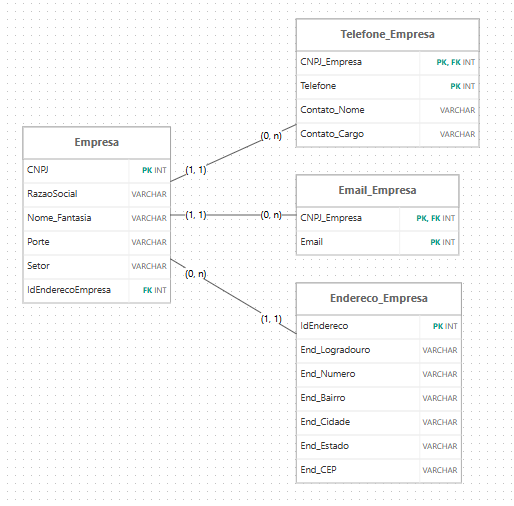 Telefone_Empresa
CNPJ_Empresa PK, FK INT
Telefone PK INT
Contato_Nome VARCHAR
Contato_Cargo VARCHAR
(0, n)
(1, 1)
Empresa
CNPJ PK INT
RazaoSocial VARCHAR
Nome_Fantasia VARCHAR
Porte VARCHAR
Setor VARCHAR
IdEnderecoEmpresa FK INT
(1, 1)
(0, n)
Email_Empresa
CNPJ_Empresa PK, FK INT
Email PK INT
(0, n)
(1, 1)
Endereco_Empresa
IdEndereco PK INT
End_Logradouro VARCHAR
End_Numero VARCHAR
End_Bairro VARCHAR
End_Cidade VARCHAR
End_Estado VARCHAR
End_CEP VARCHAR